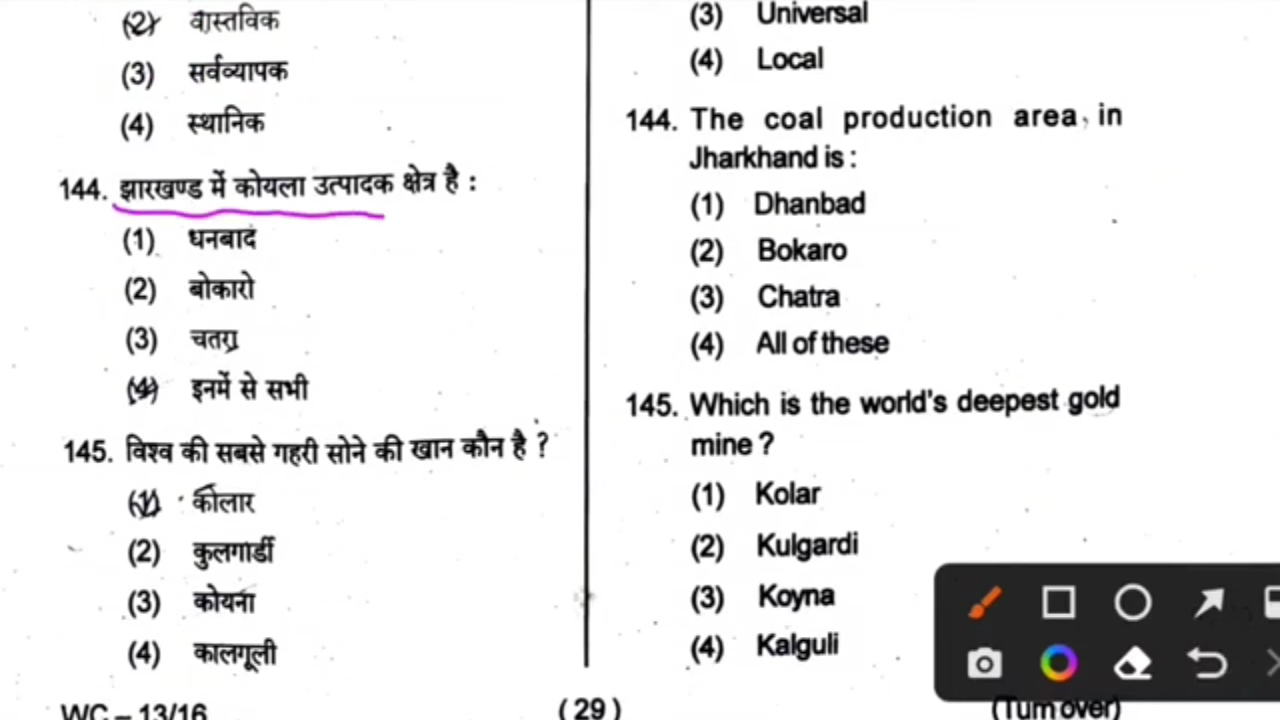 (2) वास्तविक
(3) सर्वव्यापक
(4) स्थानिक
144. झारखण्ड में कोयला उत्पादक क्षेत्र है :
(1) धनबाद
(2) बोकारो
(3) चतरा
(4) इनमें से सभी
145. विश्व की सबसे गहरी सोने की खान कौन है ?
(1) कोलार
(2) कुलगार्डी
(3) कोयना
(4) कालगूली
WC – 13/16
(3) Universal
(4) Local
144. The coal production area in
Jharkhand is :
(1) Dhanbad
(2) Bokaro
(3) Chatra
(4) All of these
145. Which is the world's deepest gold
mine ?
(1) Kolar
(2) Kulgardi
(3) Koyna
(4) Kalguli
( 29 )
(Turn over)